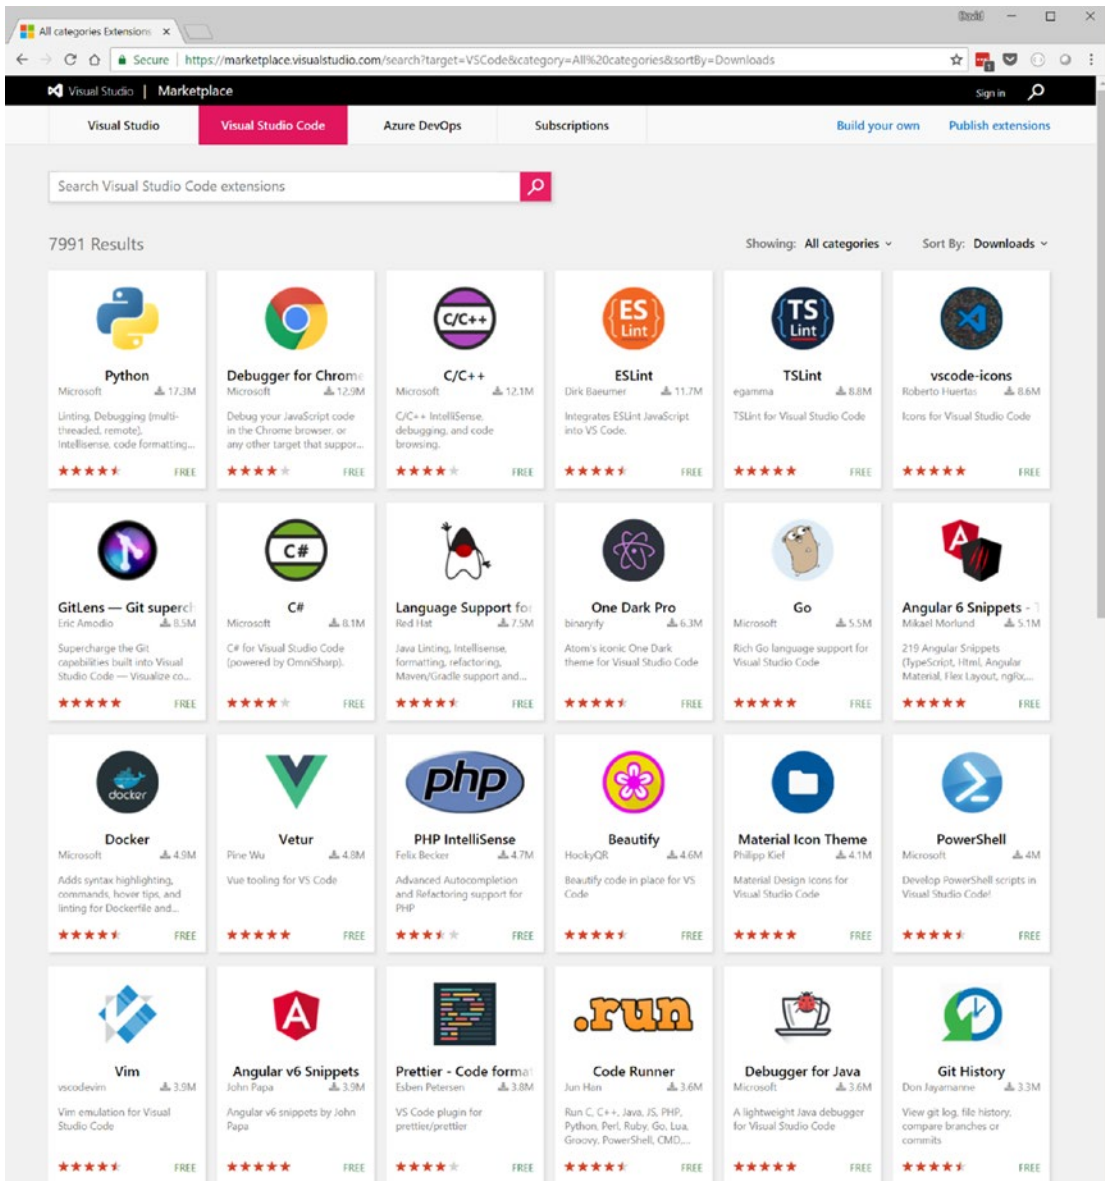 David
All categories Extensions
Secure | https://marketplace.visualstudio.com/search?target=VSCode&category=All%20categories&sortBy=Downloads
1
Visual Studio | Marketplace
Sign in
Visual Studio
Visual Studio Code
Azure DevOps
Subscriptions
Build your own
Publish extensions
Search Visual Studio Code extensions
7991 Results
Showing: All categories
Sort By: Downloads
Python
Microsoft 17.3M
Linting, Debugging (multi-
threaded, remote),
Intellisense, code formatting...
FREE
Debugger for Chrome
Microsoft 12.9M
Debug your JavaScript code
in the Chrome browser, or
any other target that suppor...
FREE
C/C++
C/C++
Microsoft 12.1M
C/C++ IntelliSense,
debugging, and code
browsing.
FREE
ES
Lint
ESLint
Dirk Baeumer 11.7M
Integrates ESLint JavaScript
into VS Code.
FREE
TS
Lint
TSLint
egamma 8.8M
TSLint for Visual Studio Code
FREE
vscode-icons
Roberto Huertas 8.6M
Icons for Visual Studio Code
FREE
GitLens — Git superch
Eric Amodio 8.5M
Supercharge the Git
capabilities built into Visual
Studio Code — Visualize co...
FREE
C#
C#
Microsoft 8.1M
C# for Visual Studio Code
(powered by OmniSharp).
FREE
Language Support for
Red Hat 7.5M
Java Linting, Intellisense,
formatting, refactoring,
Maven/Gradle support and...
FREE
One Dark Pro
binaryify 6.3M
Atom's iconic One Dark
theme for Visual Studio Code
FREE
Go
Microsoft 5.5M
Rich Go language support for
Visual Studio Code
FREE
A
Angular 6 Snippets - T
Mikael Morlund 5.1M
219 Angular Snippets
(TypeScript, Html, Angular
Material, Flex Layout, ngRx,...
FREE
docker
Docker
Microsoft 4.9M
Adds syntax highlighting,
commands, hover tips, and
linting for Dockerfile and...
FREE
Vetur
Pine Wu 4.8M
Vue tooling for VS Code
FREE
php
PHP IntelliSense
Felix Becker 4.7M
Advanced Autocompletion
and Refactoring support for
PHP
FREE
Beautify
HookyQR 4.6M
Beautify code in place for VS
Code
FREE
Material Icon Theme
Philipp Kief 4.1M
Material Design Icons for
Visual Studio Code
FREE
PowerShell
Microsoft 4M
Develop PowerShell scripts in
Visual Studio Code!
FREE
Vim
vscodevim 3.9M
Vim emulation for Visual
Studio Code
FREE
A
Angular v6 Snippets
John Papa 3.9M
Angular v6 snippets by John
Papa
FREE
Prettier - Code format
Esben Petersen 3.8M
VS Code plugin for
prettier/prettier
FREE
.run
Code Runner
Jun Han 3.6M
Run C, C++, Java, JS, PHP,
Python, Perl, Ruby, Go, Lua,
Groovy, PowerShell, CMD,...
FREE
Debugger for Java
Microsoft 3.6M
A lightweight Java debugger
for Visual Studio Code
FREE
Git History
Don Jayamanne 3.3M
View git log, file history,
compare branches or
commits
FREE